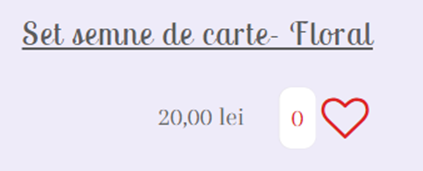 Set semne de carte- Floral
20,00 lei 0